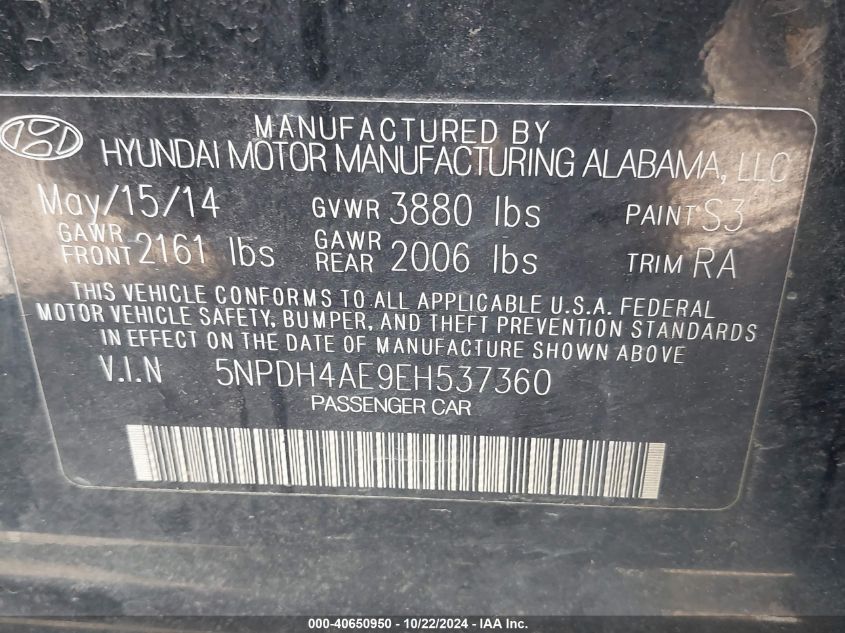 MANUFACTURED BY
HYUNDAI MOTOR MANUFACTURING ALABAMA, LLC
May/15/14 GVWR 3880 lbs PAINT S3
GAWR FRONT 2161 lbs GAWR REAR 2006 lbs TRIM RA
THIS VEHICLE CONFORMS TO ALL APPLICABLE U.S.A. FEDERAL
MOTOR VEHICLE SAFETY, BUMPER, AND THEFT PREVENTION STANDARDS
IN EFFECT ON THE DATE OF MANUFACTURE SHOWN ABOVE
V.I.N 5NPDH4AE9EH537360
PASSENGER CAR
000-40650950 - 10/22/2024 - IAA Inc.